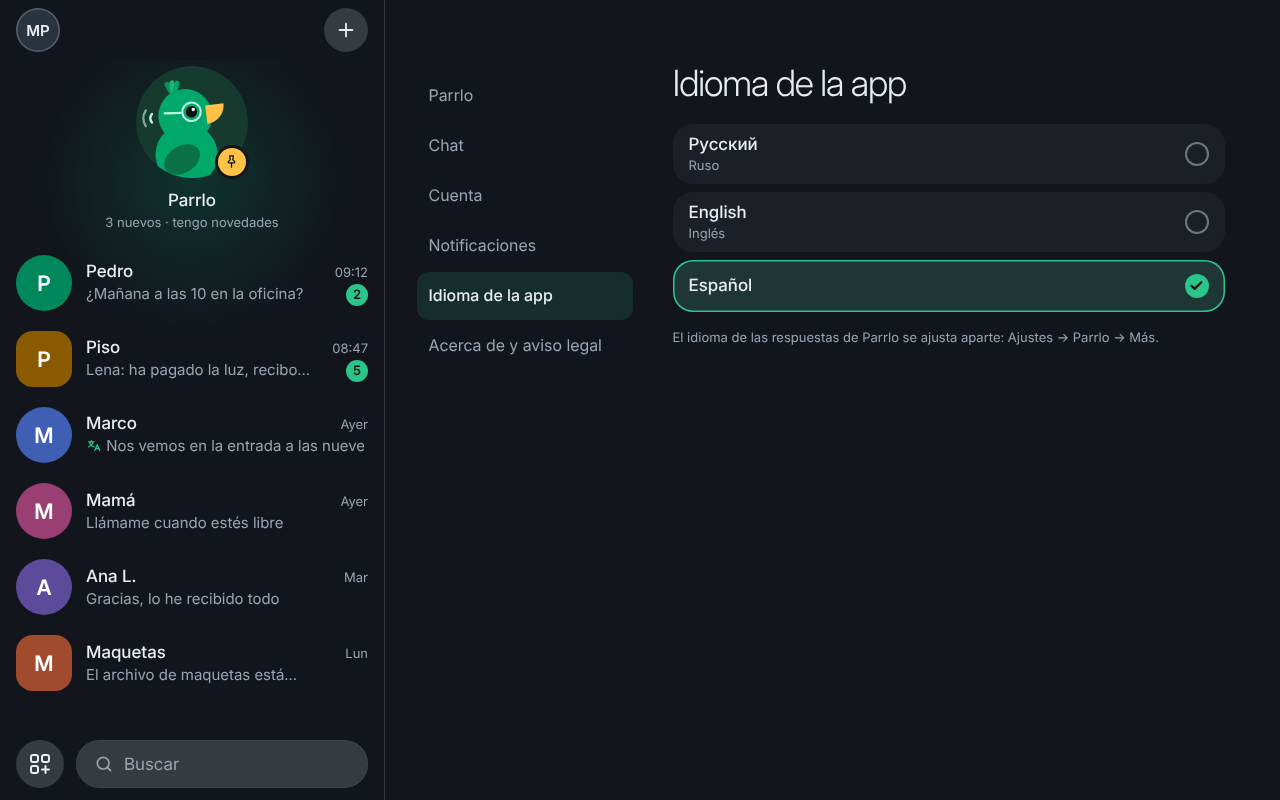 MP
Parrlo
3 nuevos · tengo novedades
P
Pedro
09:12
¿Mañana a las 10 en la oficina?
2
P
Piso
08:47
Lena: ha pagado la luz, recibo...
5
M
Marco
Ayer
Nos vemos en la entrada a las nueve
M
Mamá
Ayer
Llámame cuando estés libre
A
Ana L.
Mar
Gracias, lo he recibido todo
M
Maquetas
Lun
El archivo de maquetas está...
Buscar
Parrlo
Chat
Cuenta
Notificaciones
Idioma de la app
Acerca de y aviso legal
Idioma de la app
Русский
Ruso
English
Inglés
Español
El idioma de las respuestas de Parrlo se ajusta aparte: Ajustes → Parrlo → Más.